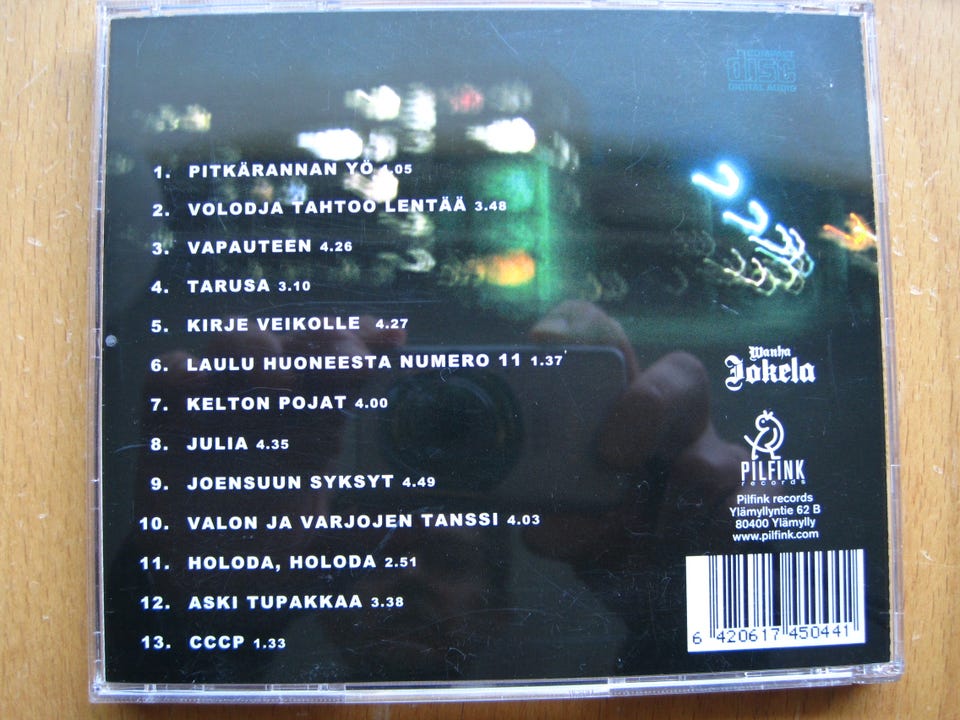 COMPACT
disc
DIGITAL AUDIO
1. PITKÄRANNAN YÖ 4.05
2. VOLODJA TAHTOO LENTÄÄ 3.48
3. VAPAUTEEN 4.26
4. TARUSA 3.10
5. KIRJE VEIKOLLE 4.27
6. LAULU HUONEESTA NUMERO 11 1.37
7. KELTON POJAT 4.00
8. JULIA 4.35
9. JOENSUUN SYKSYT 4.49
10. VALON JA VARJOJEN TANSSI 4.03
11. HOLODA, HOLODA 2.51
12. ASKI TUPAKKAA 3.38
13. CCCP 1.33
Wanha
Jokela
PILFINK
records
Pilfink records
Ylämyllyntie 62 B
80400 Ylämylly
www.pilfink.com
6 420617 450441